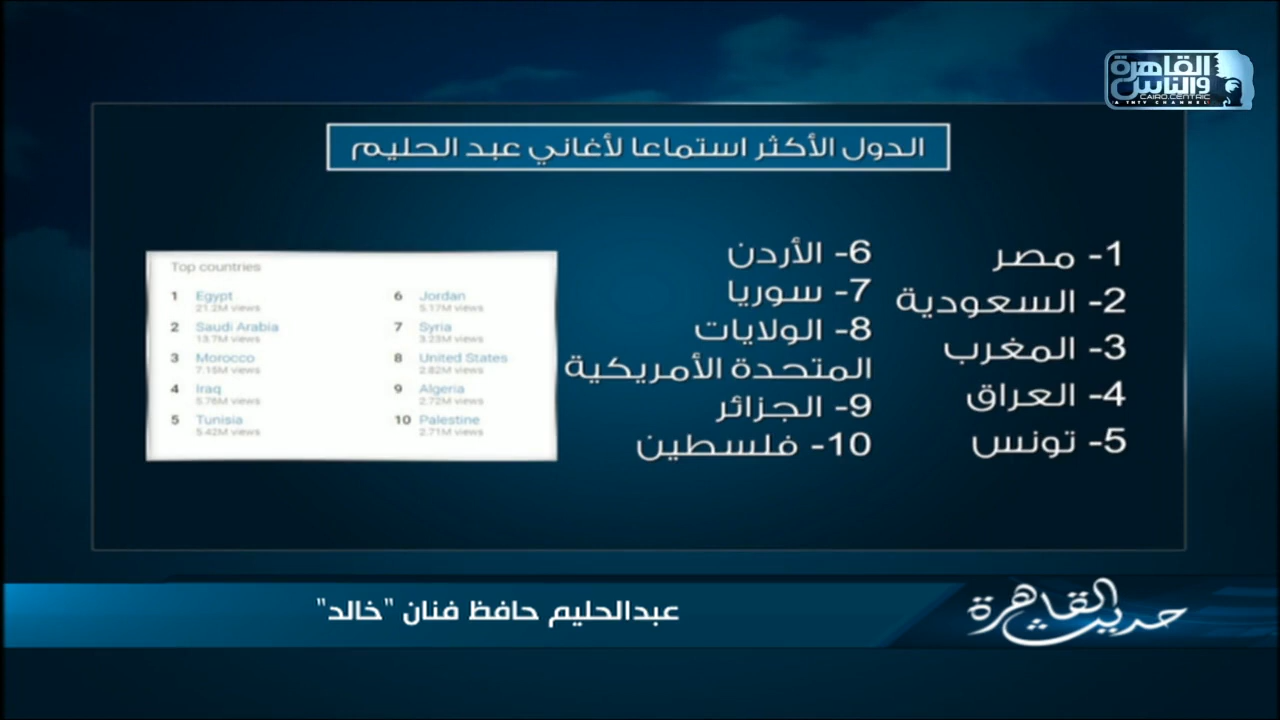 القاهرة
والناس
CAIRO.CENTRIC
A TNTV CHANNEL
الدول الأكثر استماعا لأغاني عبد الحليم
1- مصر
2- السعودية
3- المغرب
4- العراق
5- تونس
6- الأردن
7- سوريا
8- الولايات
المتحدة الأمريكية
9- الجزائر
10- فلسطين
Top countries
1 Egypt
21.2M views
2 Saudi Arabia
13.7M views
3 Morocco
7.15M views
4 Iraq
5.76M views
5 Tunisia
5.42M views
6 Jordan
5.17M views
7 Syria
3.23M views
8 United States
2.82M views
9 Algeria
2.72M views
10 Palestine
2.71M views
حديث القاهرة
عبدالحليم حافظ فنان "خالد"